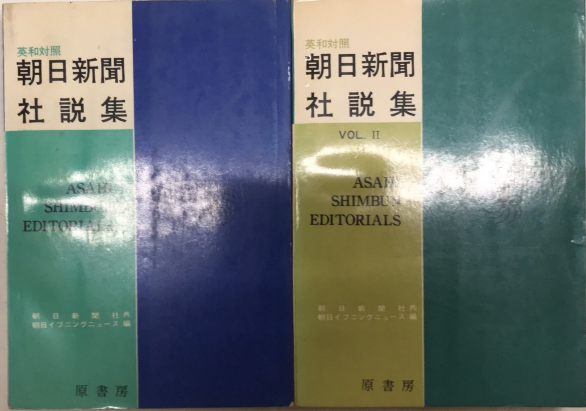 英和対照
朝日新聞
社説集
ASAHI
SHIMBUN
EDITORIALS
朝日新聞社内
朝日イブニングニュース 編
原書房
英和対照
朝日新聞
社説集
VOL. II
ASAHI
SHIMBUN
EDITORIALS
朝日新聞社内
朝日イブニングニュース 編
原書房